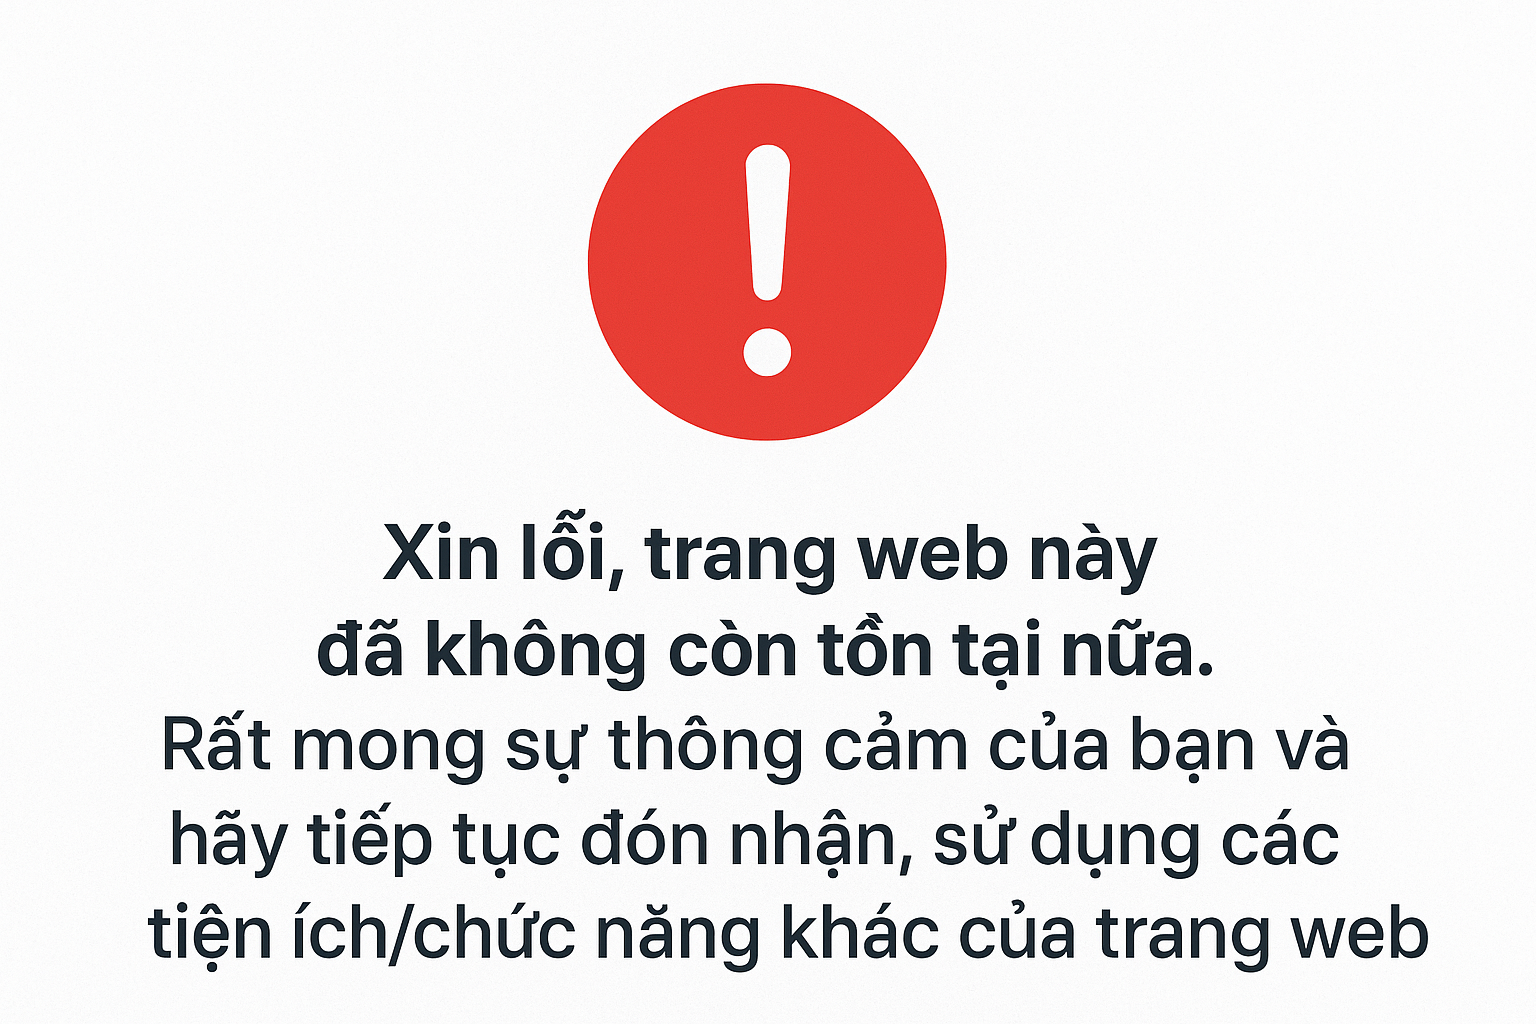 Xin lỗi, trang web này
đã không còn tồn tại nữa.
Rất mong sự thông cảm của bạn và
hãy tiếp tục đón nhận, sử dụng các
tiện ích/chức năng khác của trang web